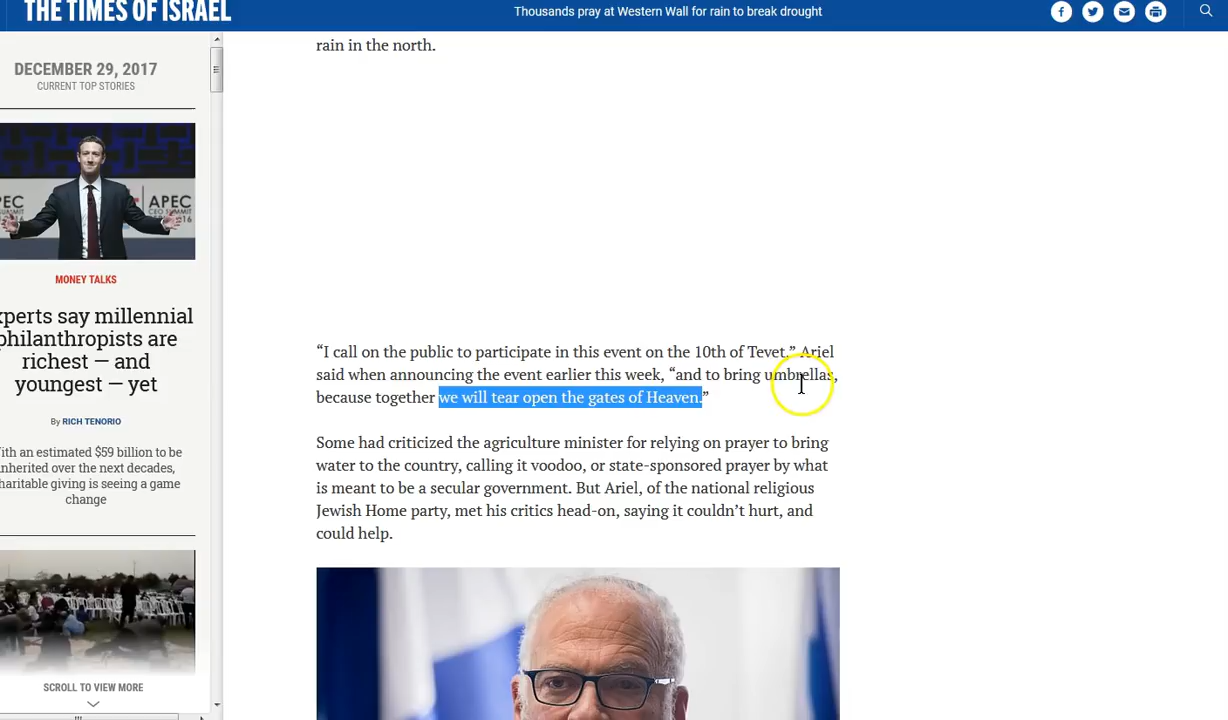 THE TIMES OF ISRAEL
Thousands pray at Western Wall for rain to break drought
DECEMBER 29, 2017
CURRENT TOP STORIES
APEC
MONEY TALKS
xperts say millennial
philanthropists are
richest — and
youngest — yet
By RICH TENORIO
ith an estimated $59 billion to be
nherited over the next decades,
haritable giving is seeing a game
change
SCROLL TO VIEW MORE
rain in the north.
“I call on the public to participate in this event on the 10th of Tevet,” Ariel
said when announcing the event earlier this week, “and to bring umbrellas,
because together we will tear open the gates of Heaven.”
Some had criticized the agriculture minister for relying on prayer to bring
water to the country, calling it voodoo, or state-sponsored prayer by what
is meant to be a secular government. But Ariel, of the national religious
Jewish Home party, met his critics head-on, saying it couldn’t hurt, and
could help.